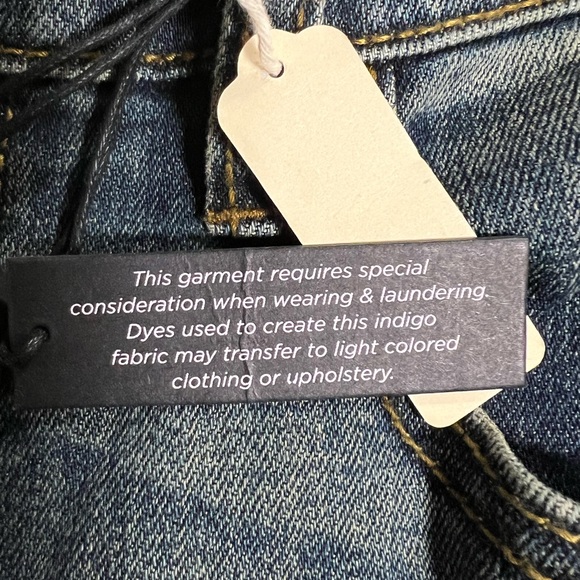 This garment requires special
consideration when wearing & laundering.
Dyes used to create this indigo
fabric may transfer to light colored
clothing or upholstery.